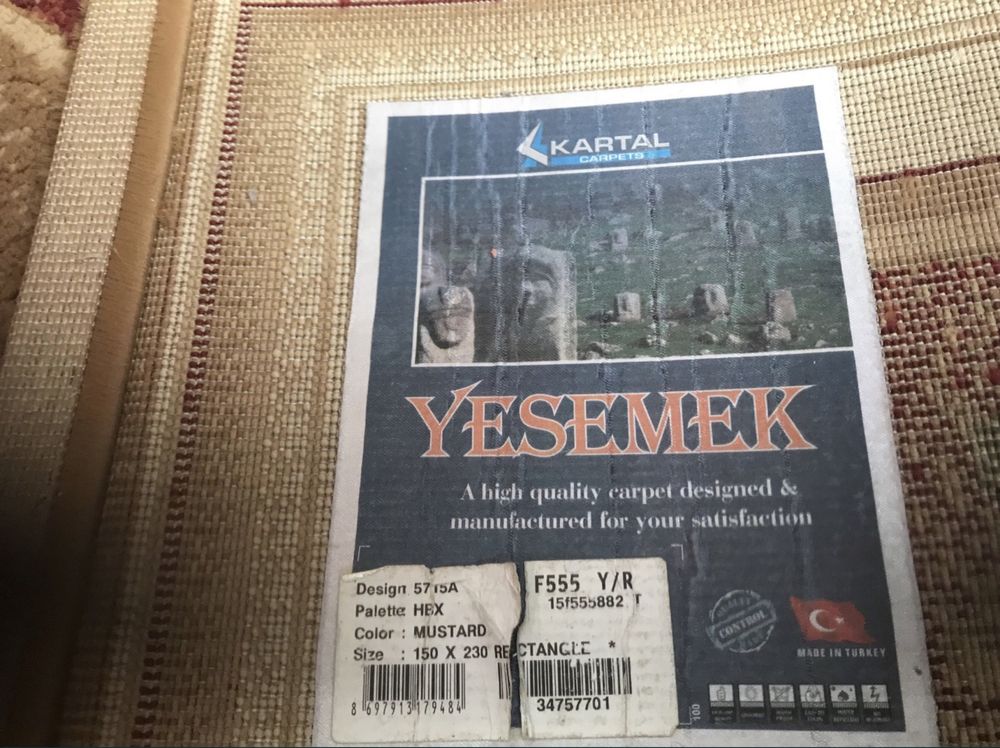 KARTAL
CARPETS
YESEMEK
A high quality carpet designed &
manufactured for your satisfaction
Design 5715A
Palette HBX
Color : MUSTARD
Size : 150 X 230 RECTANGLE *
8 697913 179484
F555 Y/R
15f555882 T
34757701
QUALITY
CONTROL
MADE IN TURKEY
100